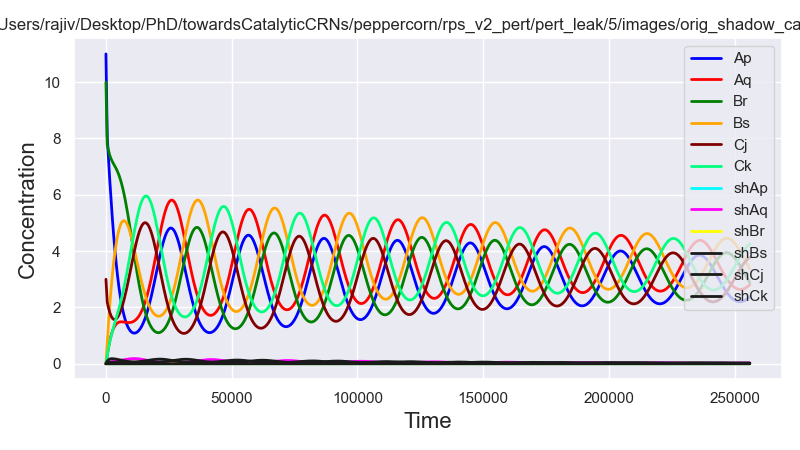 Users/rajiv/Desktop/PhD/towardsCatalyticCRNs/peppercorn/rps_v2_pert/pert_leak/5/images/orig_shadow_ca
Concentration
10
8
6
4
2
0
0
50000
100000
150000
200000
250000
Time
Ap
Aq
Br
Bs
Cj
Ck
shAp
shAq
shBr
shBs
shCj
shCk